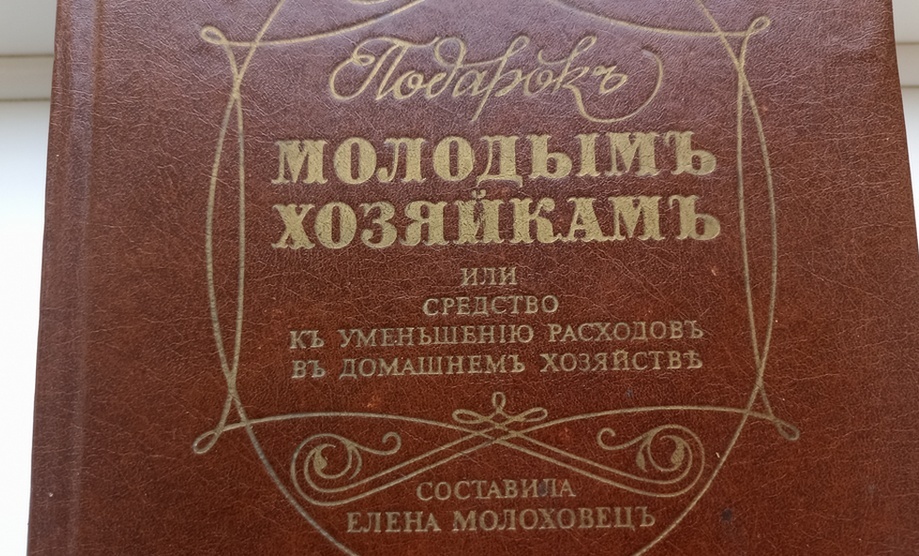 Подарокъ
МОЛОДЫМЪ
ХОЗЯЙКАМЪ
ИЛИ
СРЕДСТВО
КЪ УМЕНЬШЕНІЮ РАСХОДОВЪ
ВЪ ДОМАШНЕМЪ ХОЗЯЙСТВѢ
СОСТАВИЛА
ЕЛЕНА МОЛОХОВЕЦЪ